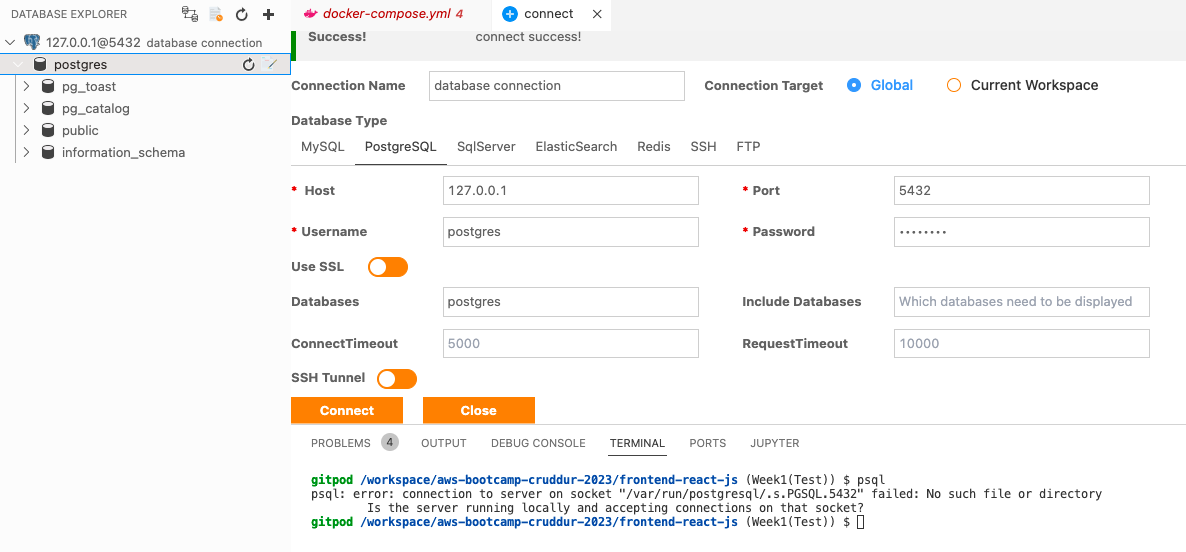 DATABASE EXPLORER
127.0.0.1@5432 database connection
postgres
pg_toast
pg_catalog
public
information_schema
docker-compose.yml 4
connect
Success! connect success!
Connection Name database connection Connection Target Global Current Workspace
Database Type
MySQL PostgreSQL SqlServer ElasticSearch Redis SSH FTP
* Host 127.0.0.1 * Port 5432
* Username postgres * Password ••••••••
Use SSL
Databases postgres Include Databases Which databases need to be displayed
ConnectTimeout 5000 RequestTimeout 10000
SSH Tunnel
Connect Close
PROBLEMS 4 OUTPUT DEBUG CONSOLE TERMINAL PORTS JUPYTER
gitpod /workspace/aws-bootcamp-cruddur-2023/frontend-react-js (Week1(Test)) $ psql
psql: error: connection to server on socket "/var/run/postgresql/.s.PGSQL.5432" failed: No such file or directory
Is the server running locally and accepting connections on that socket?
gitpod /workspace/aws-bootcamp-cruddur-2023/frontend-react-js (Week1(Test)) $